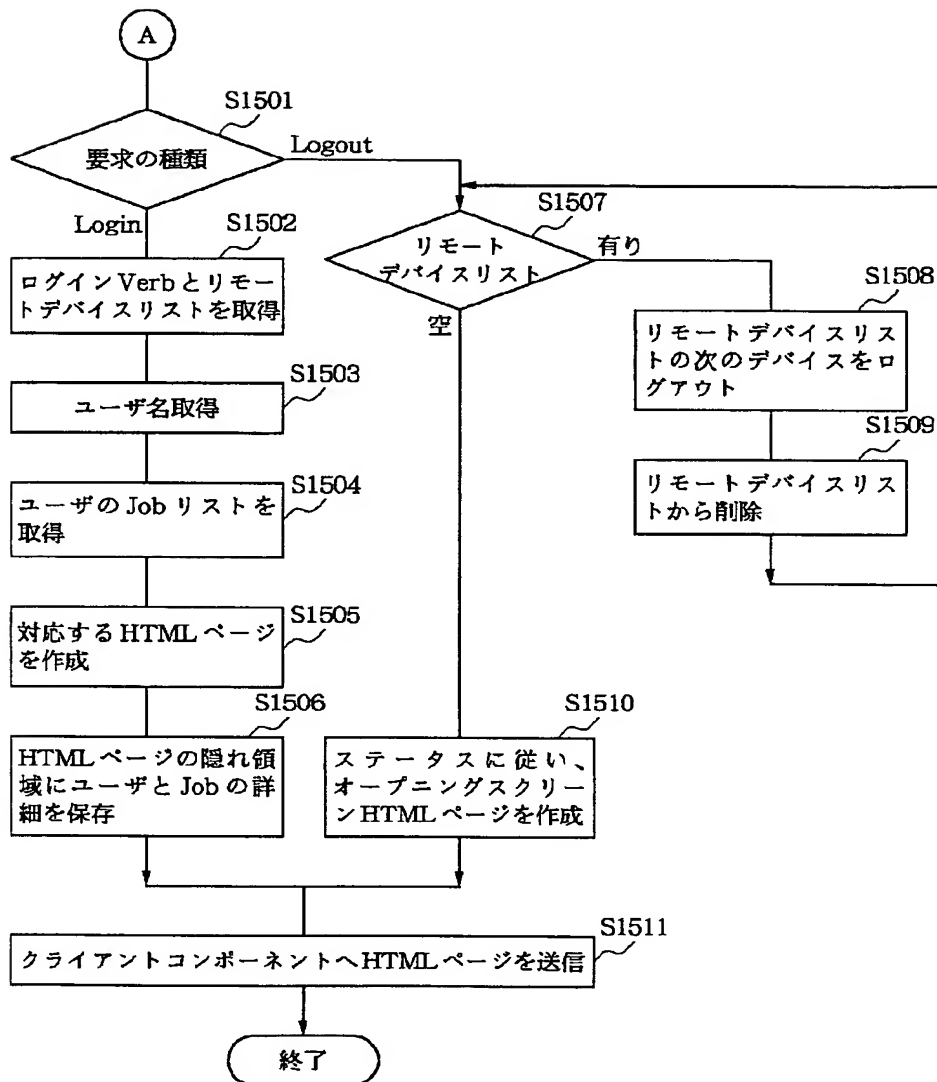 A
S1501
要求の種類
Logout
Login
S1502
ログインVerbとリモー
トデバイスリストを取得
S1503
ユーザ名取得
S1504
ユーザのJobリストを
取得
S1505
対応するHTMLページ
を作成
S1506
HTMLページの隠れ領
域にユーザとJobの詳
細を保存
S1507
リモート
デバイスリスト
有り
空
S1508
リモートデバイスリス
トの次のデバイスをロ
グアウト
S1509
リモートデバイスリス
トから削除
S1510
ステータスに従い、
オープニングスクリー
ンHTMLページを作成
S1511
クライアントコンポーネントへHTMLページを送信
終了